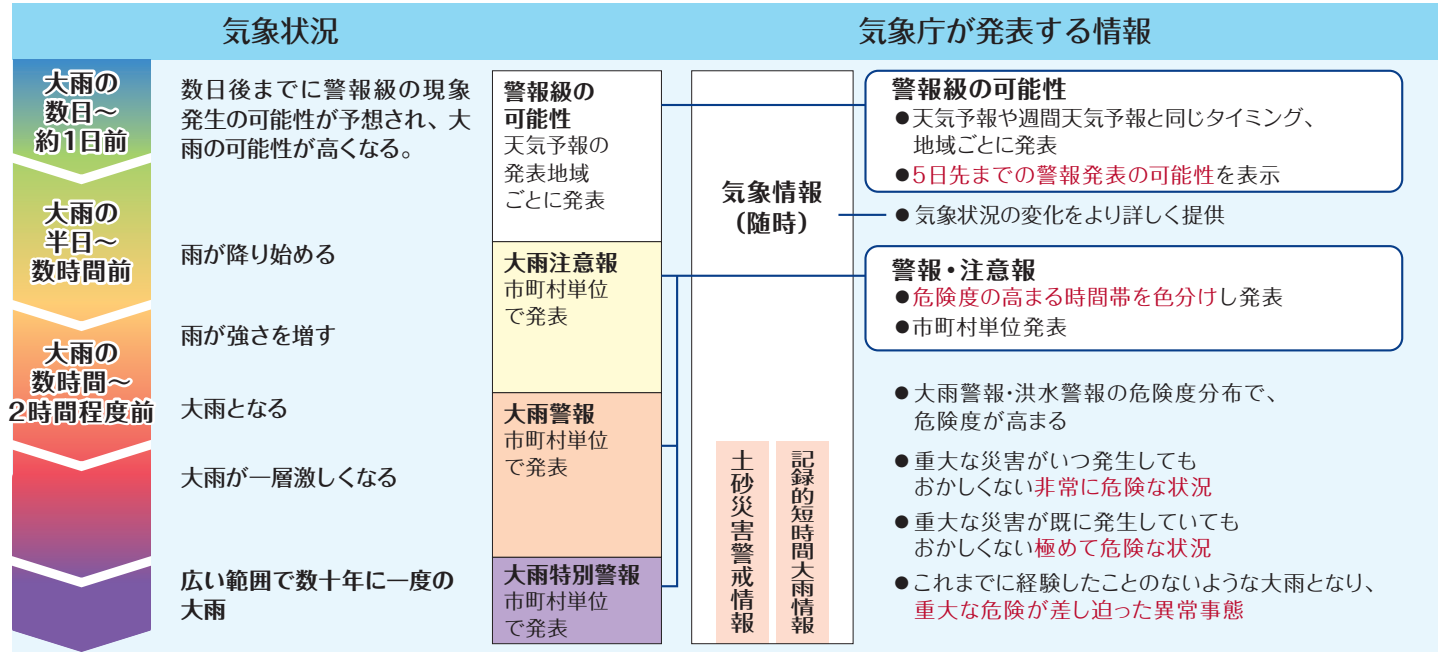 気象状況
気象庁が発表する情報
大雨の
数日～
約1日前
大雨の
半日～
数時間前
大雨の
数時間～
2時間程度前
数日後までに警報級の現象
発生の可能性が予想され、大
雨の可能性が高くなる。
雨が降り始める
雨が強さを増す
大雨となる
大雨が一層激しくなる
広い範囲で数十年に一度の
大雨
警報級の
可能性
天気予報の
発表地域
ごとに発表
大雨注意報
市町村単位
で発表
大雨警報
市町村単位
で発表
大雨特別警報
市町村単位
で発表
気象情報
（随時）
土砂災害警戒情報
記録的短時間大雨情報
警報級の可能性
●天気予報や週間天気予報と同じタイミング、
地域ごとに発表
●5日先までの警報発表の可能性を表示
●気象状況の変化をより詳しく提供
警報・注意報
●危険度の高まる時間帯を色分けし発表
●市町村単位発表
●大雨警報・洪水警報の危険度分布で、
危険度が高まる
●重大な災害がいつ発生しても
おかしくない非常に危険な状況
●重大な災害が既に発生していても
おかしくない極めて危険な状況
●これまでに経験したことのないような大雨となり、
重大な危険が差し迫った異常事態